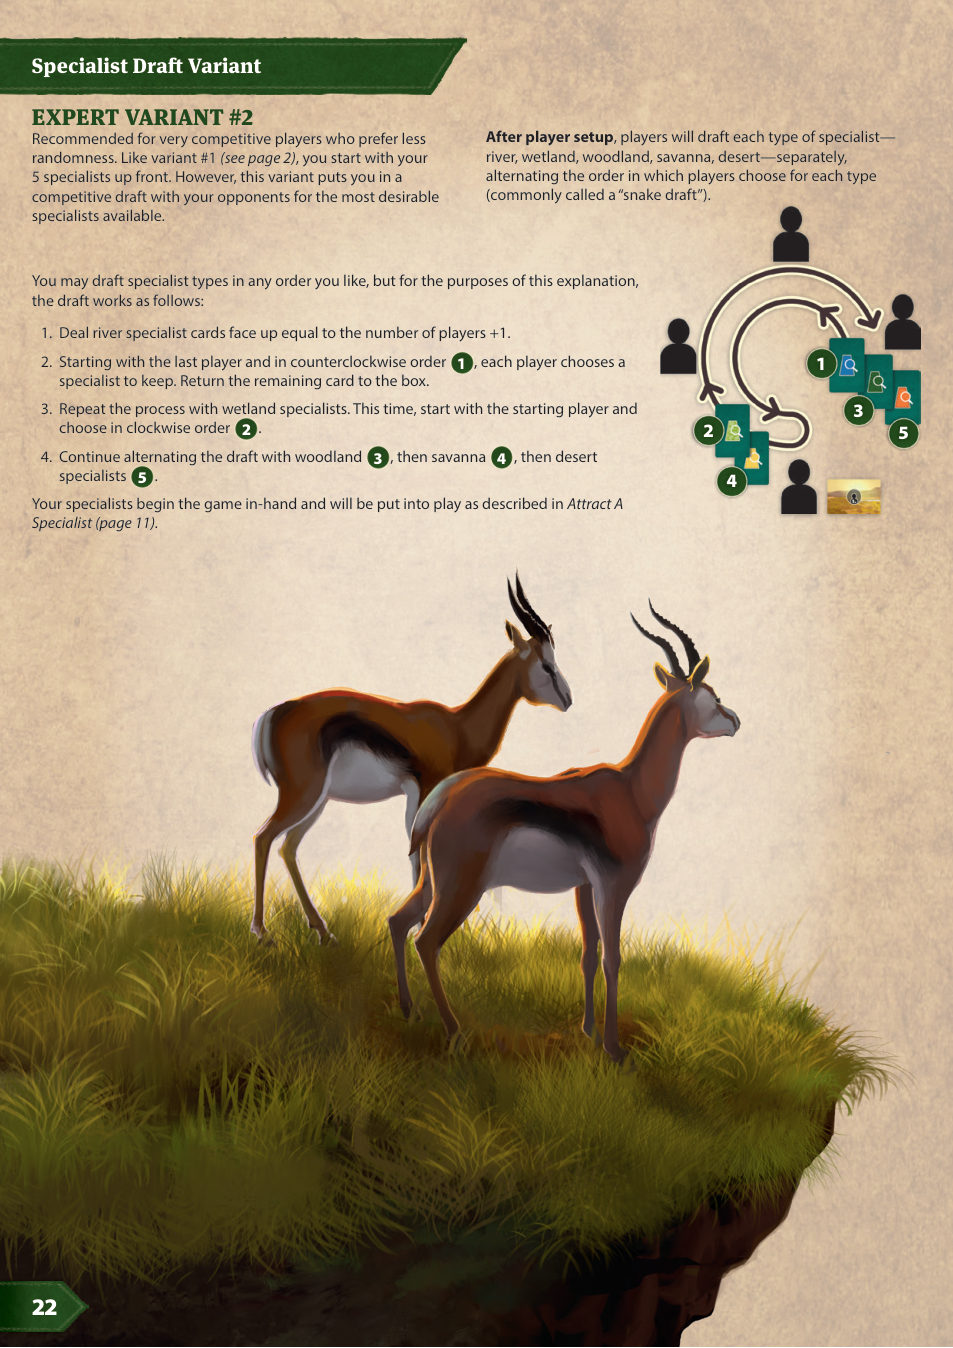 Specialist Draft Variant
EXPERT VARIANT #2
Recommended for very competitive players who prefer less
randomness. Like variant #1 (see page 2), you start with your
5 specialists up front. However, this variant puts you in a
competitive draft with your opponents for the most desirable
specialists available.
After player setup, players will draft each type of specialist—
river, wetland, woodland, savanna, desert—separately,
alternating the order in which players choose for each type
(commonly called a “snake draft”).
You may draft specialist types in any order you like, but for the purposes of this explanation,
the draft works as follows:
1. Deal river specialist cards face up equal to the number of players +1.
2. Starting with the last player and in counterclockwise order 1 , each player chooses a
specialist to keep. Return the remaining card to the box.
3. Repeat the process with wetland specialists. This time, start with the starting player and
choose in clockwise order 2 .
4. Continue alternating the draft with woodland 3 , then savanna 4 , then desert
specialists 5 .
Your specialists begin the game in-hand and will be put into play as described in Attract A
Specialist (page 11).
1
3
5
2
4
22